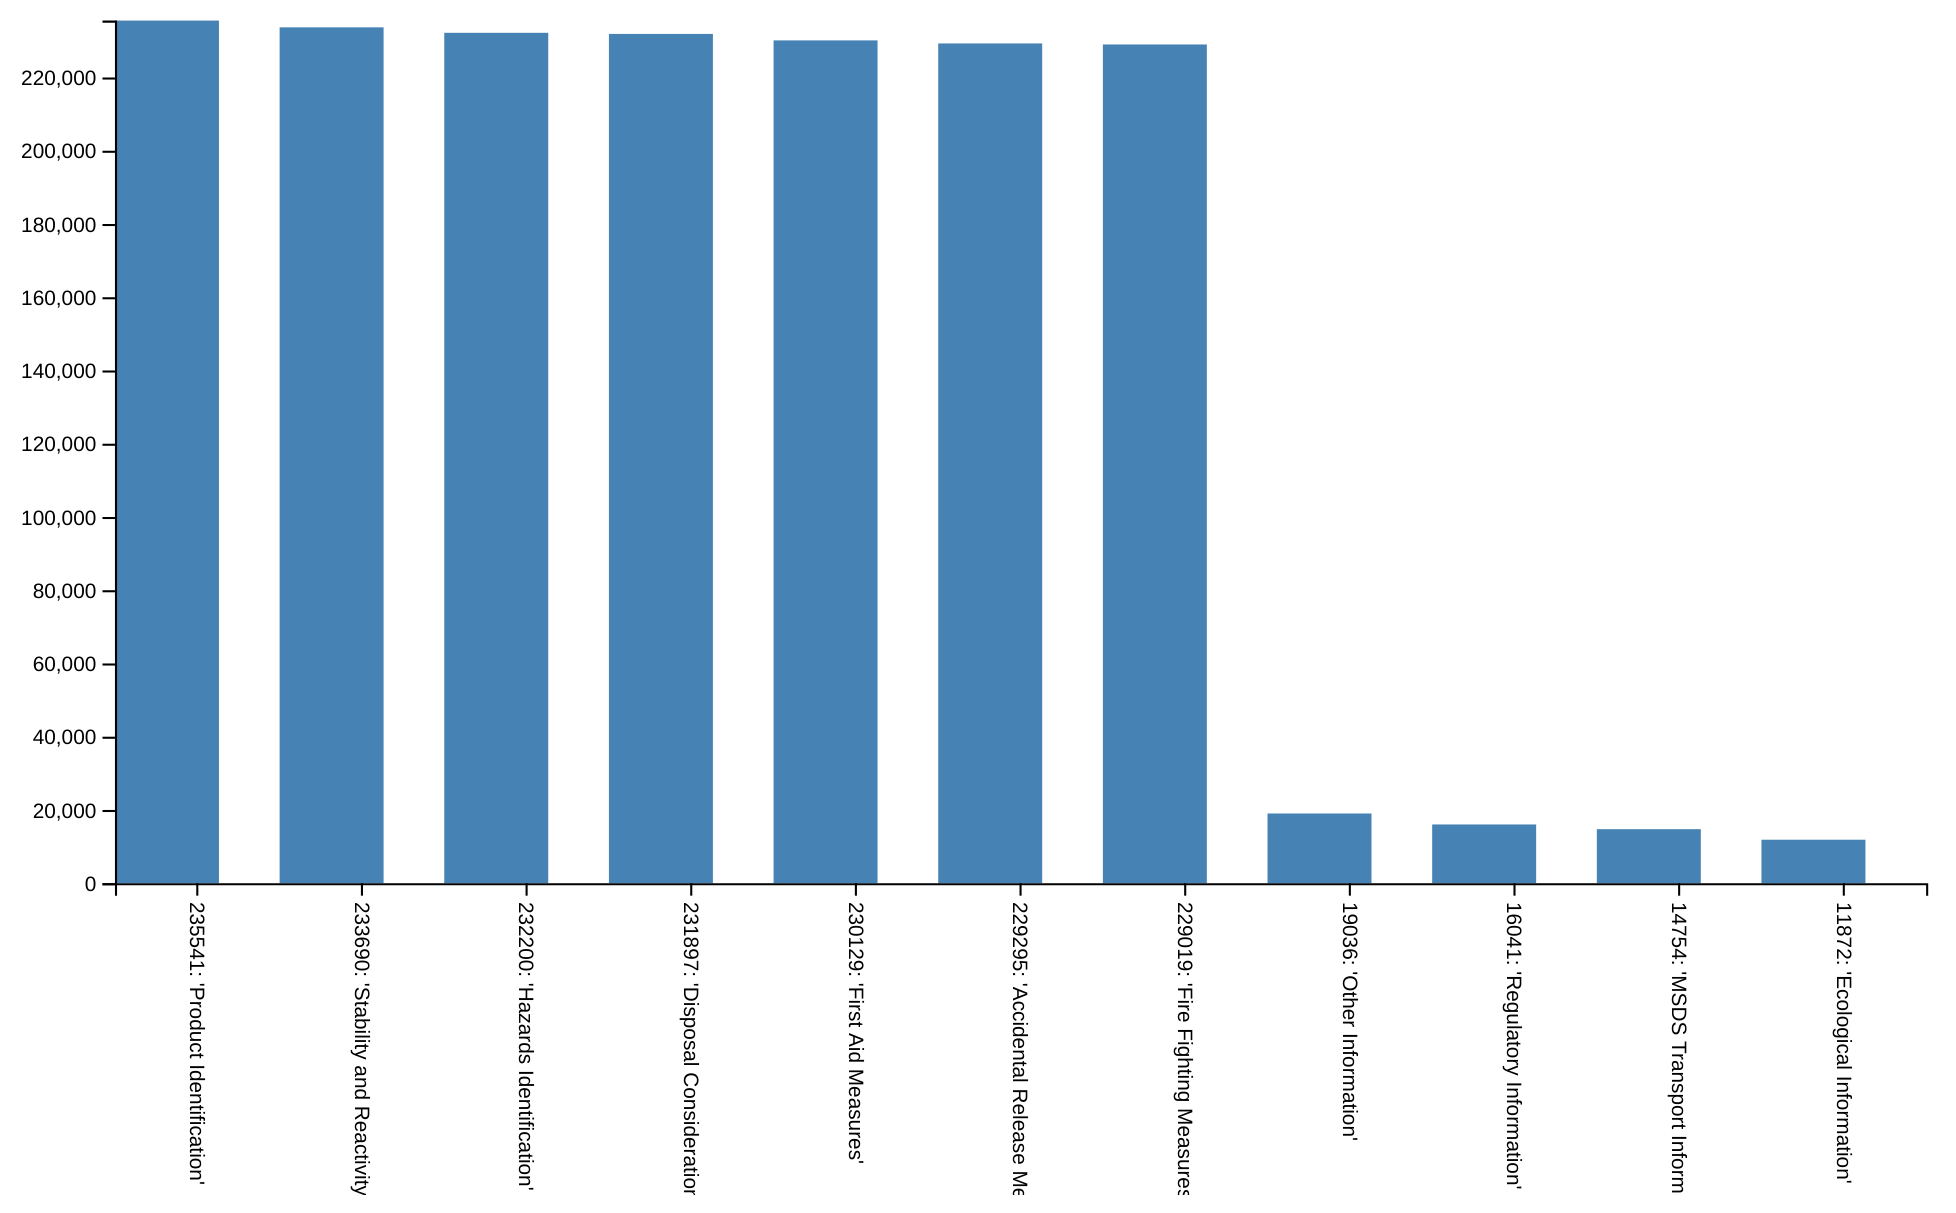 220,000
200,000
180,000
160,000
140,000
120,000
100,000
80,000
60,000
40,000
20,000
0
235541: 'Product Identification'
233690: 'Stability and Reactivity
232200: 'Hazards Identification'
231897: 'Disposal Consideration
230129: 'First Aid Measures'
229295: 'Accidental Release Me
229019: 'Fire Fighting Measures
19036: 'Other Information'
16041: 'Regulatory Information'
14754: 'MSDS Transport Inform
11872: 'Ecological Information'